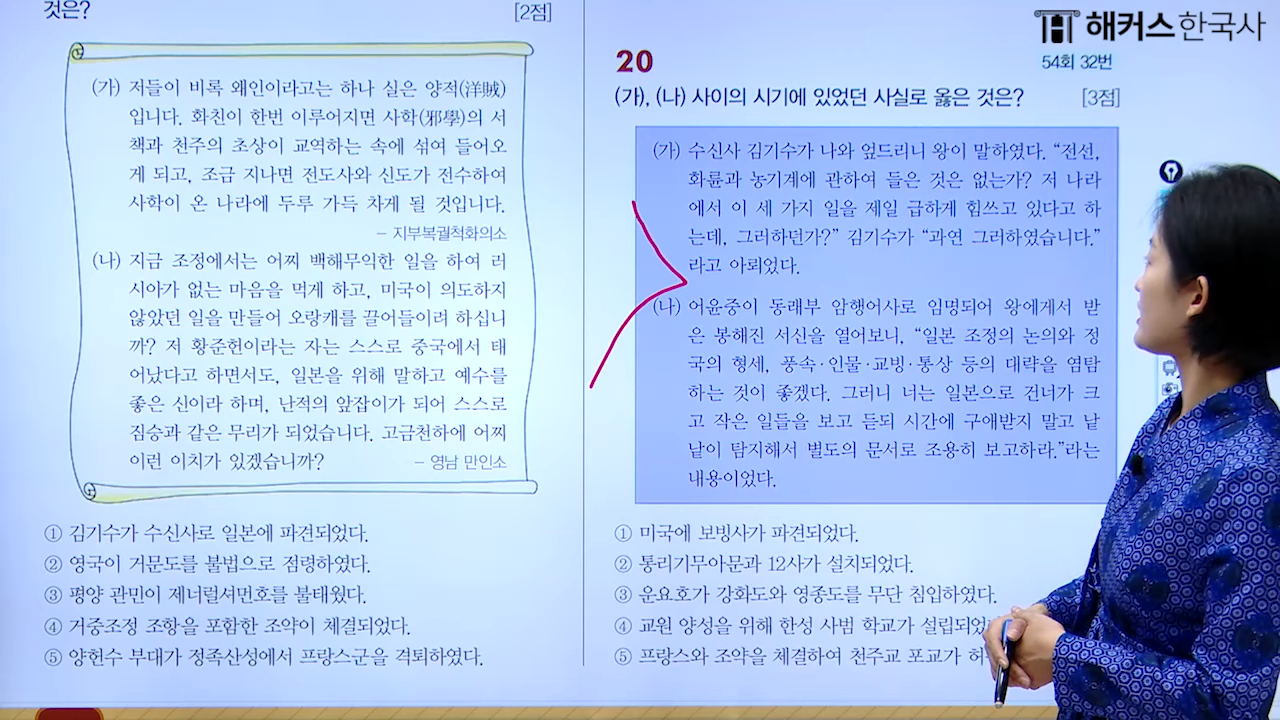 것은?
[2점]
(가) 저들이 비록 왜인이라고는 하나 실은 양적(洋賊)
입니다. 화친이 한번 이루어지면 사학(邪學)의 서
책과 천주의 초상이 교역하는 속에 섞여 들어오
게 되고, 조금 지나면 전도사와 신도가 전수하여
사학이 온 나라에 두루 가득 차게 될 것입니다.
- 지부복궐척화의소
(나) 지금 조정에서는 어찌 백해무익한 일을 하여 러
시아가 없는 마음을 먹게 하고, 미국이 의도하지
않았던 일을 만들어 오랑캐를 끌어들이려 하십니
까? 저 황준헌이라는 자는 스스로 중국에서 태
어났다고 하면서도, 일본을 위해 말하고 예수를
좋은 신이라 하며, 난적의 앞잡이가 되어 스스로
짐승과 같은 무리가 되었습니다. 고금천하에 어찌
이런 이치가 있겠습니까?
- 영남 만인소
① 김기수가 수신사로 일본에 파견되었다.
② 영국이 거문도를 불법으로 점령하였다.
③ 평양 관민이 제너럴셔먼호를 불태웠다.
④ 거중조정 조항을 포함한 조약이 체결되었다.
⑤ 양헌수 부대가 정족산성에서 프랑스군을 격퇴하였다.
해커스한국사
20
54회 32번
(가), (나) 사이의 시기에 있었던 사실로 옳은 것은?
[3점]
(가) 수신사 김기수가 나와 엎드리니 왕이 말하였다. “전선,
화륜과 농기계에 관하여 들은 것은 없는가? 저 나라
에서 이 세 가지 일을 제일 급하게 힘쓰고 있다고 하
는데, 그러하던가?” 김기수가 “과연 그러하였습니다.”
라고 아뢰었다.
(나) 어윤중이 동래부 암행어사로 임명되어 왕에게서 받
은 봉해진 서신을 열어보니, “일본 조정의 논의와 정
국의 형세, 풍속·인물·교빙·통상 등의 대략을 염탐
하는 것이 좋겠다. 그러니 너는 일본으로 건너가 크
고 작은 일들을 보고 듣되 시간에 구애받지 말고 낱
낱이 탐지해서 별도의 문서로 조용히 보고하라.”라는
내용이었다.
① 미국에 보빙사가 파견되었다.
② 통리기무아문과 12사가 설치되었다.
③ 운요호가 강화도와 영종도를 무단 침입하였다.
④ 교원 양성을 위해 한성 사범 학교가 설립되었
⑤ 프랑스와 조약을 체결하여 천주교 포교가 허